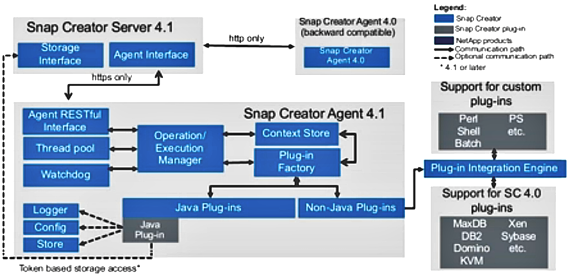 Snap Creator Server 4.1
Storage
Interface
Agent Interface
http only
Snap Creator Agent 4.0
(backward compatible)
Snap Creator
Agent 4.0
Legend:
Snap Creator
Snap Creator plug-in
NetApp products
Communication path
Optional communication path
* 4.1 or later
https only
Snap Creator Agent 4.1
Agent RESTful
Interface
Thread pool
Watchdog
Operation/
Execution
Manager
Context Store
Plug-in
Factory
Java Plug-ins
Non-Java Plug-ins
Logger
Config
Store
Java
Plug-in
Token based storage access*
Support for custom
plug-ins
Perl
PS
Shell
etc.
Batch
Plug-in Integration Engine
Support for SC 4.0
plug-ins
MaxDB
Xen
DB2
Sybase
Domino
etc.
KVM